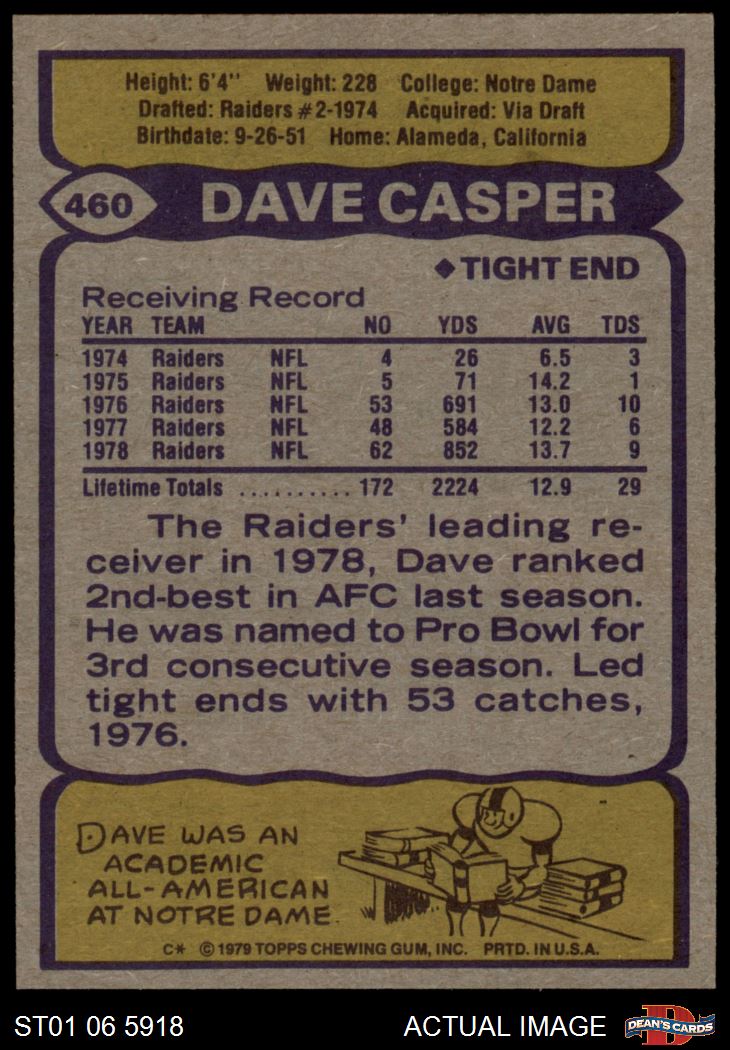 Height: 6'4" Weight: 228 College: Notre Dame
Drafted: Raiders #2-1974 Acquired: Via Draft
Birthdate: 9-26-51 Home: Alameda, California
460 DAVE CASPER
◆TIGHT END
Receiving Record
YEAR TEAM NO YDS AVG TDS
1974 Raiders NFL 4 26 6.5 3
1975 Raiders NFL 5 71 14.2 1
1976 Raiders NFL 53 691 13.0 10
1977 Raiders NFL 48 584 12.2 6
1978 Raiders NFL 62 852 13.7 9
Lifetime Totals .......... 172 2224 12.9 29
The Raiders' leading re-
ceiver in 1978, Dave ranked
2nd-best in AFC last season.
He was named to Pro Bowl for
3rd consecutive season. Led
tight ends with 53 catches,
1976.
DAVE WAS AN
ACADEMIC
ALL-AMERICAN
AT NOTRE DAME
C* ©1979 TOPPS CHEWING GUM, INC. PRTD. IN U.S.A.
ST01 06 5918 ACTUAL IMAGE D DEAN'S CARDS